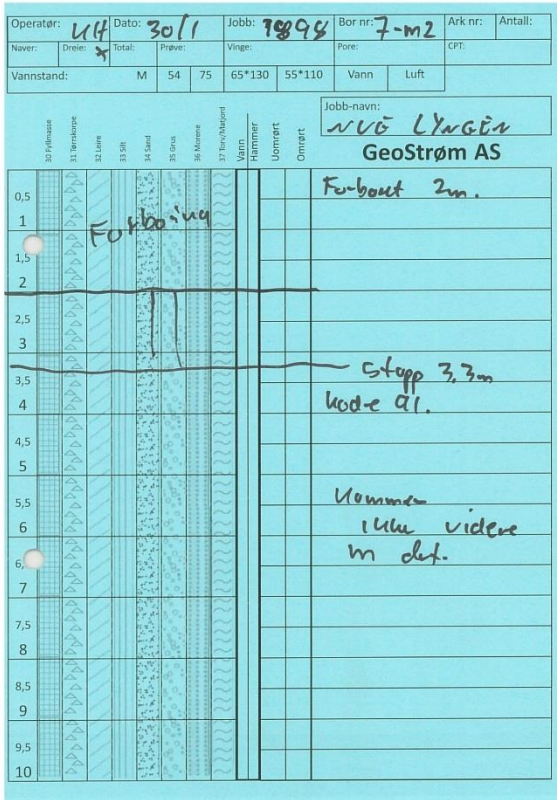 Operatør: UH Dato: 30/1 Jobb: 18898 Bor nr: 7-m2 Ark nr: Antall:
Naver: Dreie: x Total: Prøve: Vinge: Pore: CPT:
Vannstand: M 54 75 65*130 55*110 Vann Luft
Jobb-navn:
NUE LYNGEN
GeoStrøm AS
30 Fyllmasse
31 Tørrskorpe
32 Leire
33 Silt
34 Sand
35 Grus
36 Morene
37 Torv/Matjord
Vann
Hammer
Uomrørt
Omrørt
Forboret 2m.
0,5
Forboring
1
1,5
2
2,5
3
Stopp 3,3m
3,5
kode 91.
4
4,5
5
5,5
Kommer
6
ikke videre
6,
m det.
7
7,5
8
8,5
9
9,5
10